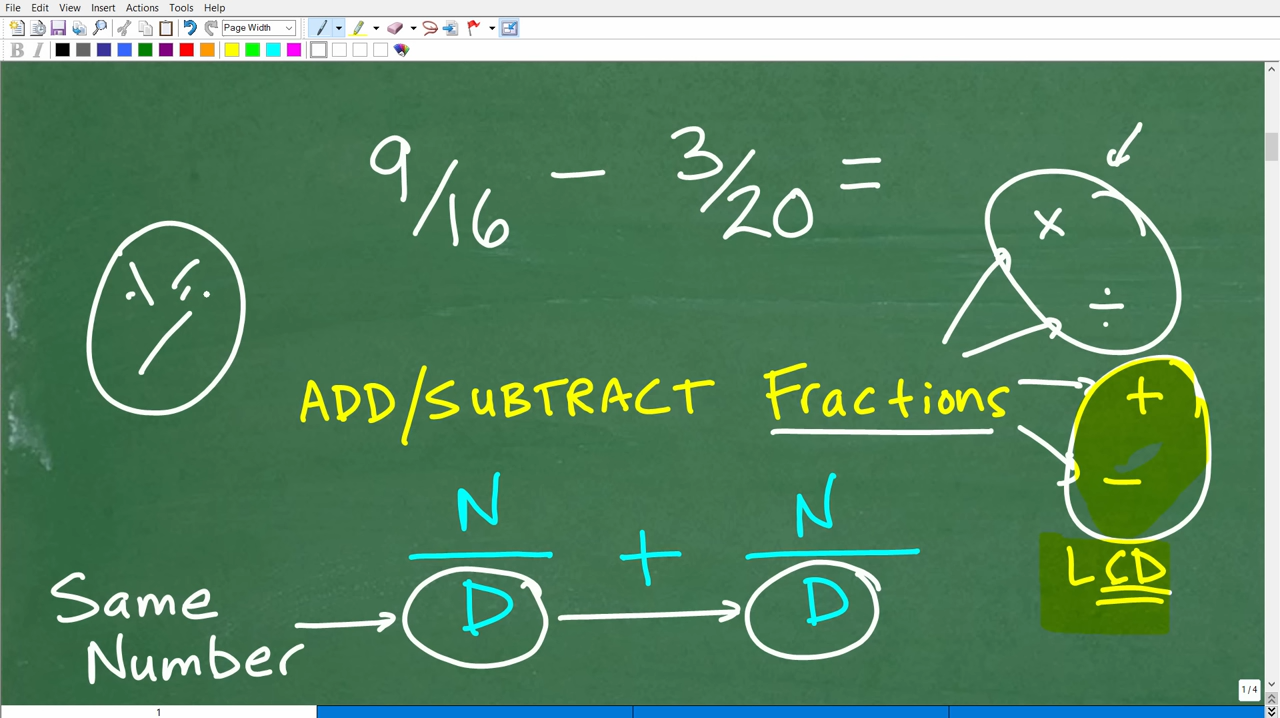 File Edit View Insert Actions Tools Help
Page Width
B I
9/16 - 3/20 =
×
÷
ADD/SUBTRACT Fractions
+
-
N N
+
D D
LCD
Same
Number
1/4
1